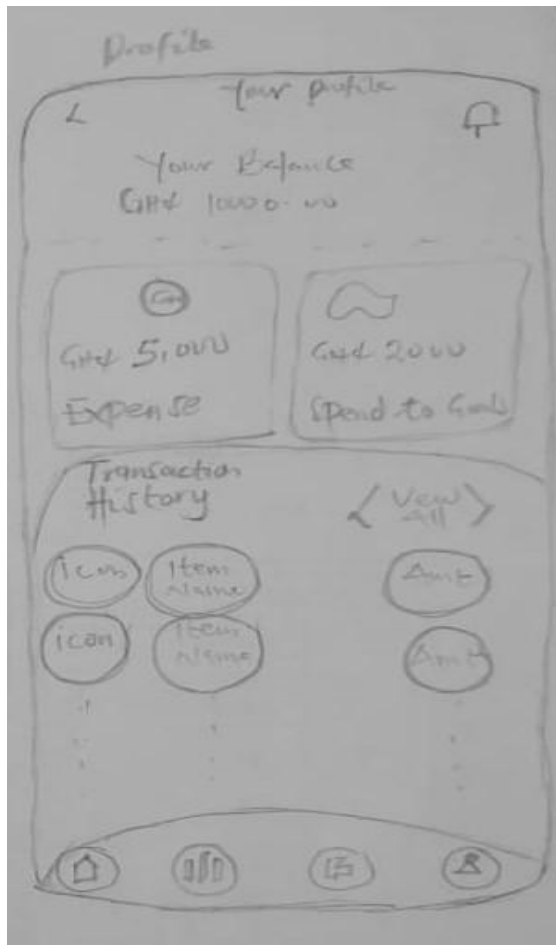 Profile
Your profile
Your Balance
GH¢ 10000.00
GH¢ 5,000
GH¢ 2000
Expense
Spend to Goals
Transaction
History
View
All
Icon
Item
Name
Amt
icon
Item
Name
Amt